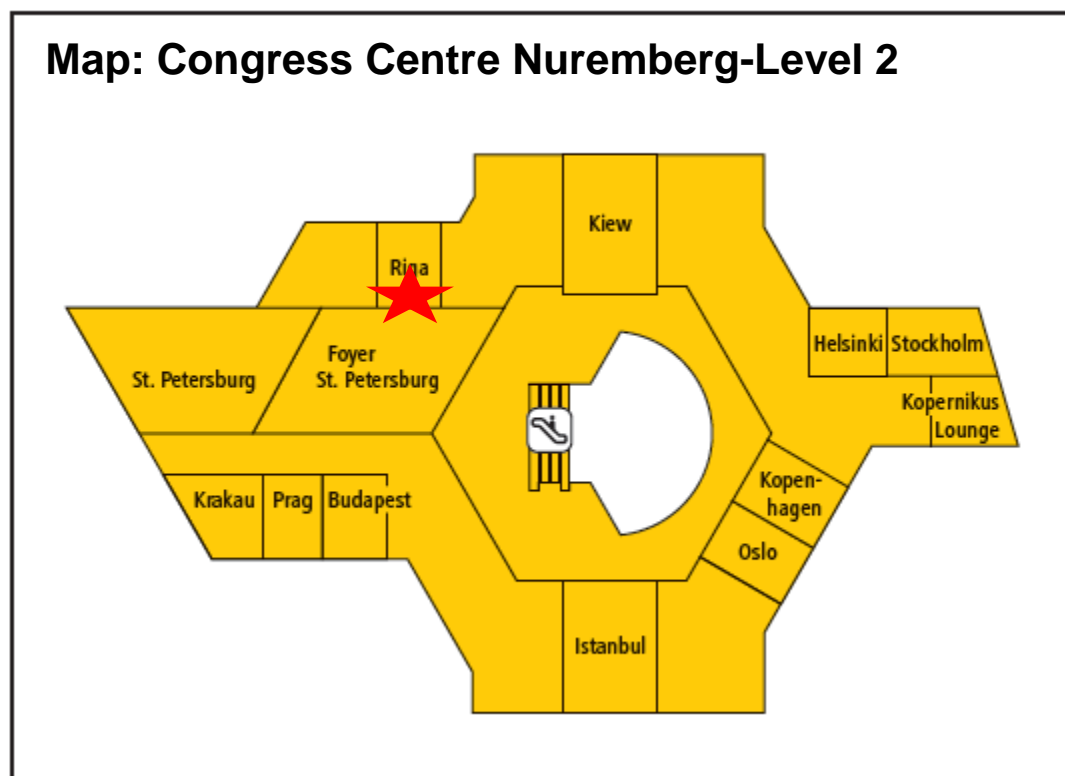 Map: Congress Centre Nuremberg-Level 2
Kiew
Riga
Helsinki
Stockholm
Foyer
St. Petersburg
St. Petersburg
Kopernikus
Lounge
Krakau
Prag
Budapest
Kopen-
hagen
Oslo
Istanbul